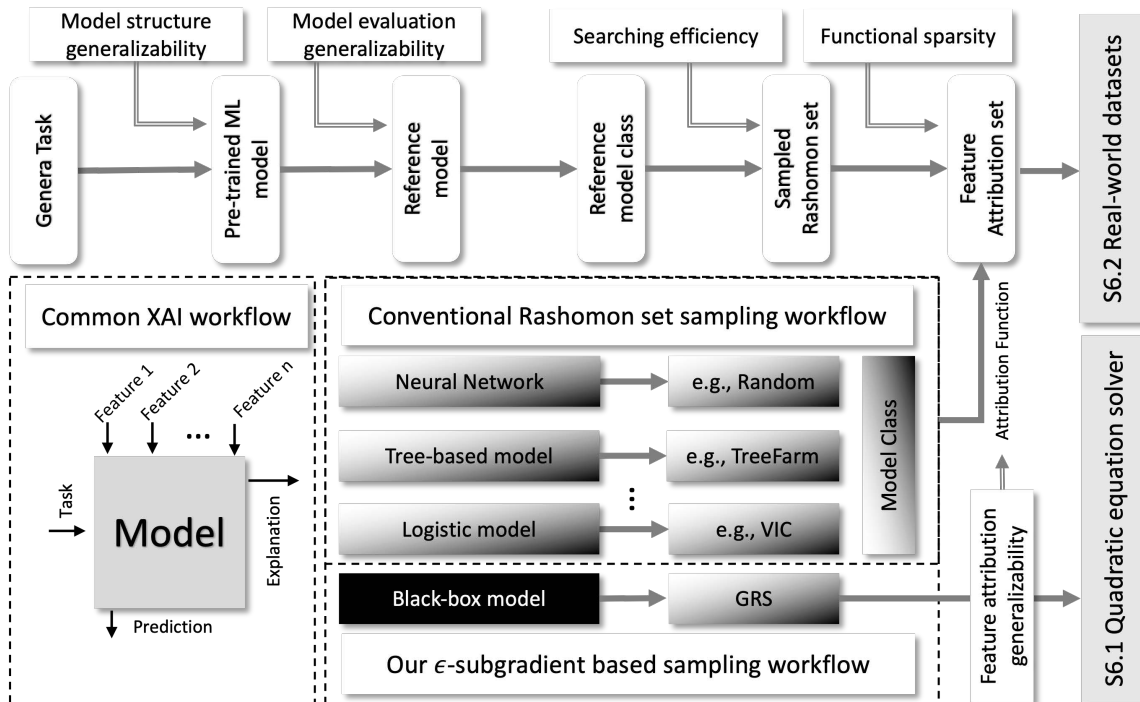 Model structure
generalizability
Model evaluation
generalizability
Searching efficiency
Functional sparsity
Genera Task
Pre-trained ML
model
Reference
model
Reference
model class
Sampled
Rashomon set
Feature
Attribution set
S6.2 Real-world datasets
Common XAI workflow
Feature 1
Feature 2
...
Feature n
Task
Model
Explanation
Prediction
Conventional Rashomon set sampling workflow
Neural Network
e.g., Random
Tree-based model
e.g., TreeFarm
...
Logistic model
e.g., VIC
Model Class
Black-box model
GRS
Our ϵ-subgradient based sampling workflow
Attribution Function
Feature attribution
generalizability
S6.1 Quadratic equation solver